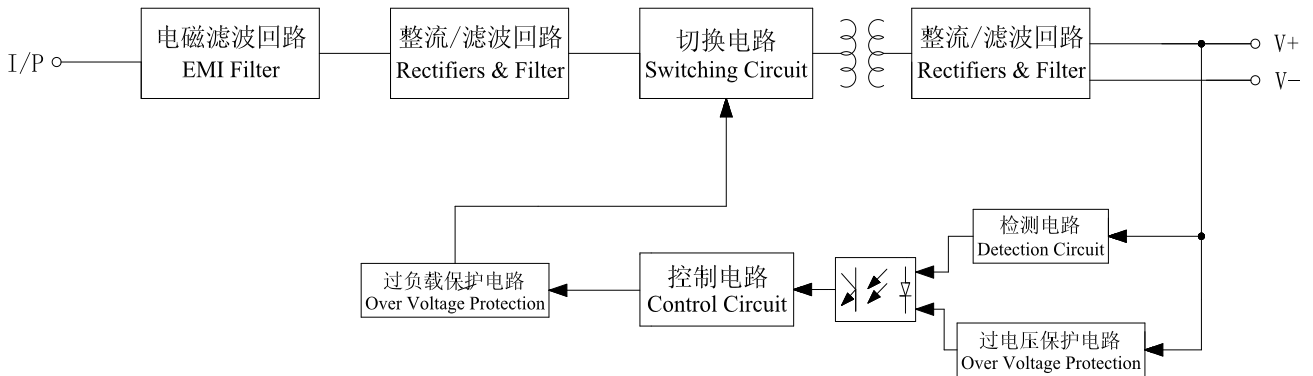 I/P
电磁滤波回路
EMI Filter
整流/滤波回路
Rectifiers & Filter
切换电路
Switching Circuit
整流/滤波回路
Rectifiers & Filter
V+
V-
过负载保护电路
Over Voltage Protection
控制电路
Control Circuit
检测电路
Detection Circuit
过电压保护电路
Over Voltage Protection